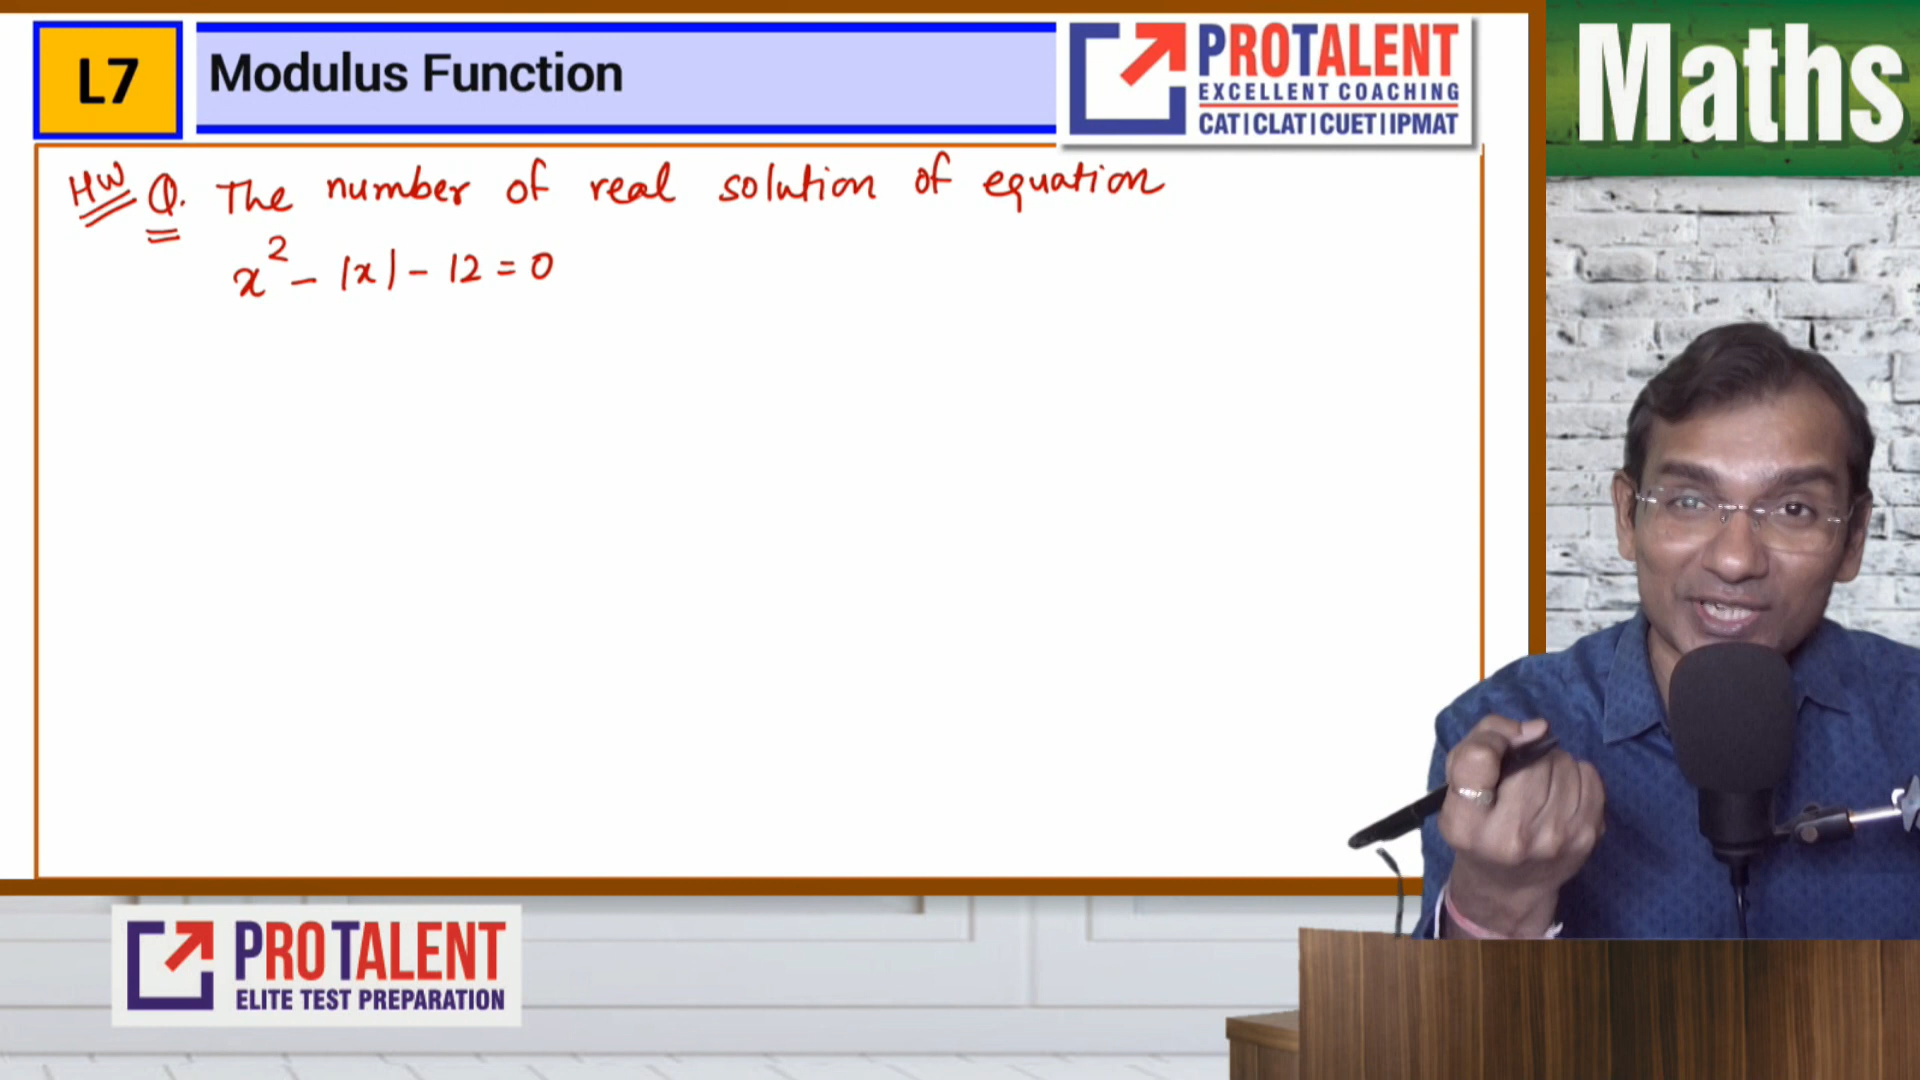 L7
Modulus Function
PROTALENT
EXCELLENT COACHING
CAT|CLAT|CUET|IPMAT
Maths
HW Q. The number of real solution of equation
x² - |x| - 12 = 0
PROTALENT
ELITE TEST PREPARATION